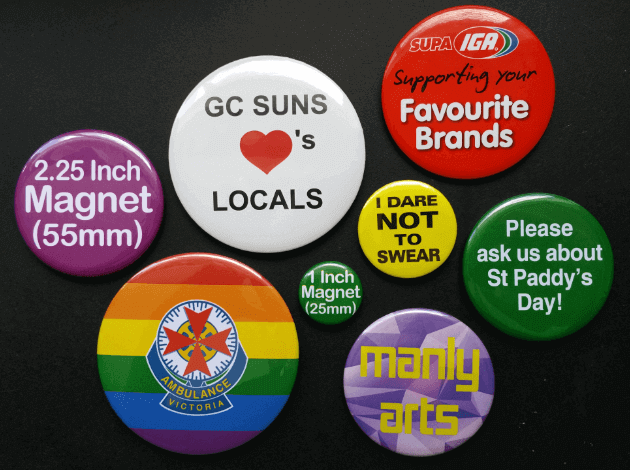 SUPA IGA
Supporting your
Favourite
Brands
GC SUNS
's
LOCALS
2.25 Inch
Magnet
(55mm)
I DARE
NOT
TO
SWEAR
Please
ask us about
St Paddy's
Day!
1 Inch
Magnet
(25mm)
AMBULANCE
VICTORIA
manly
arts